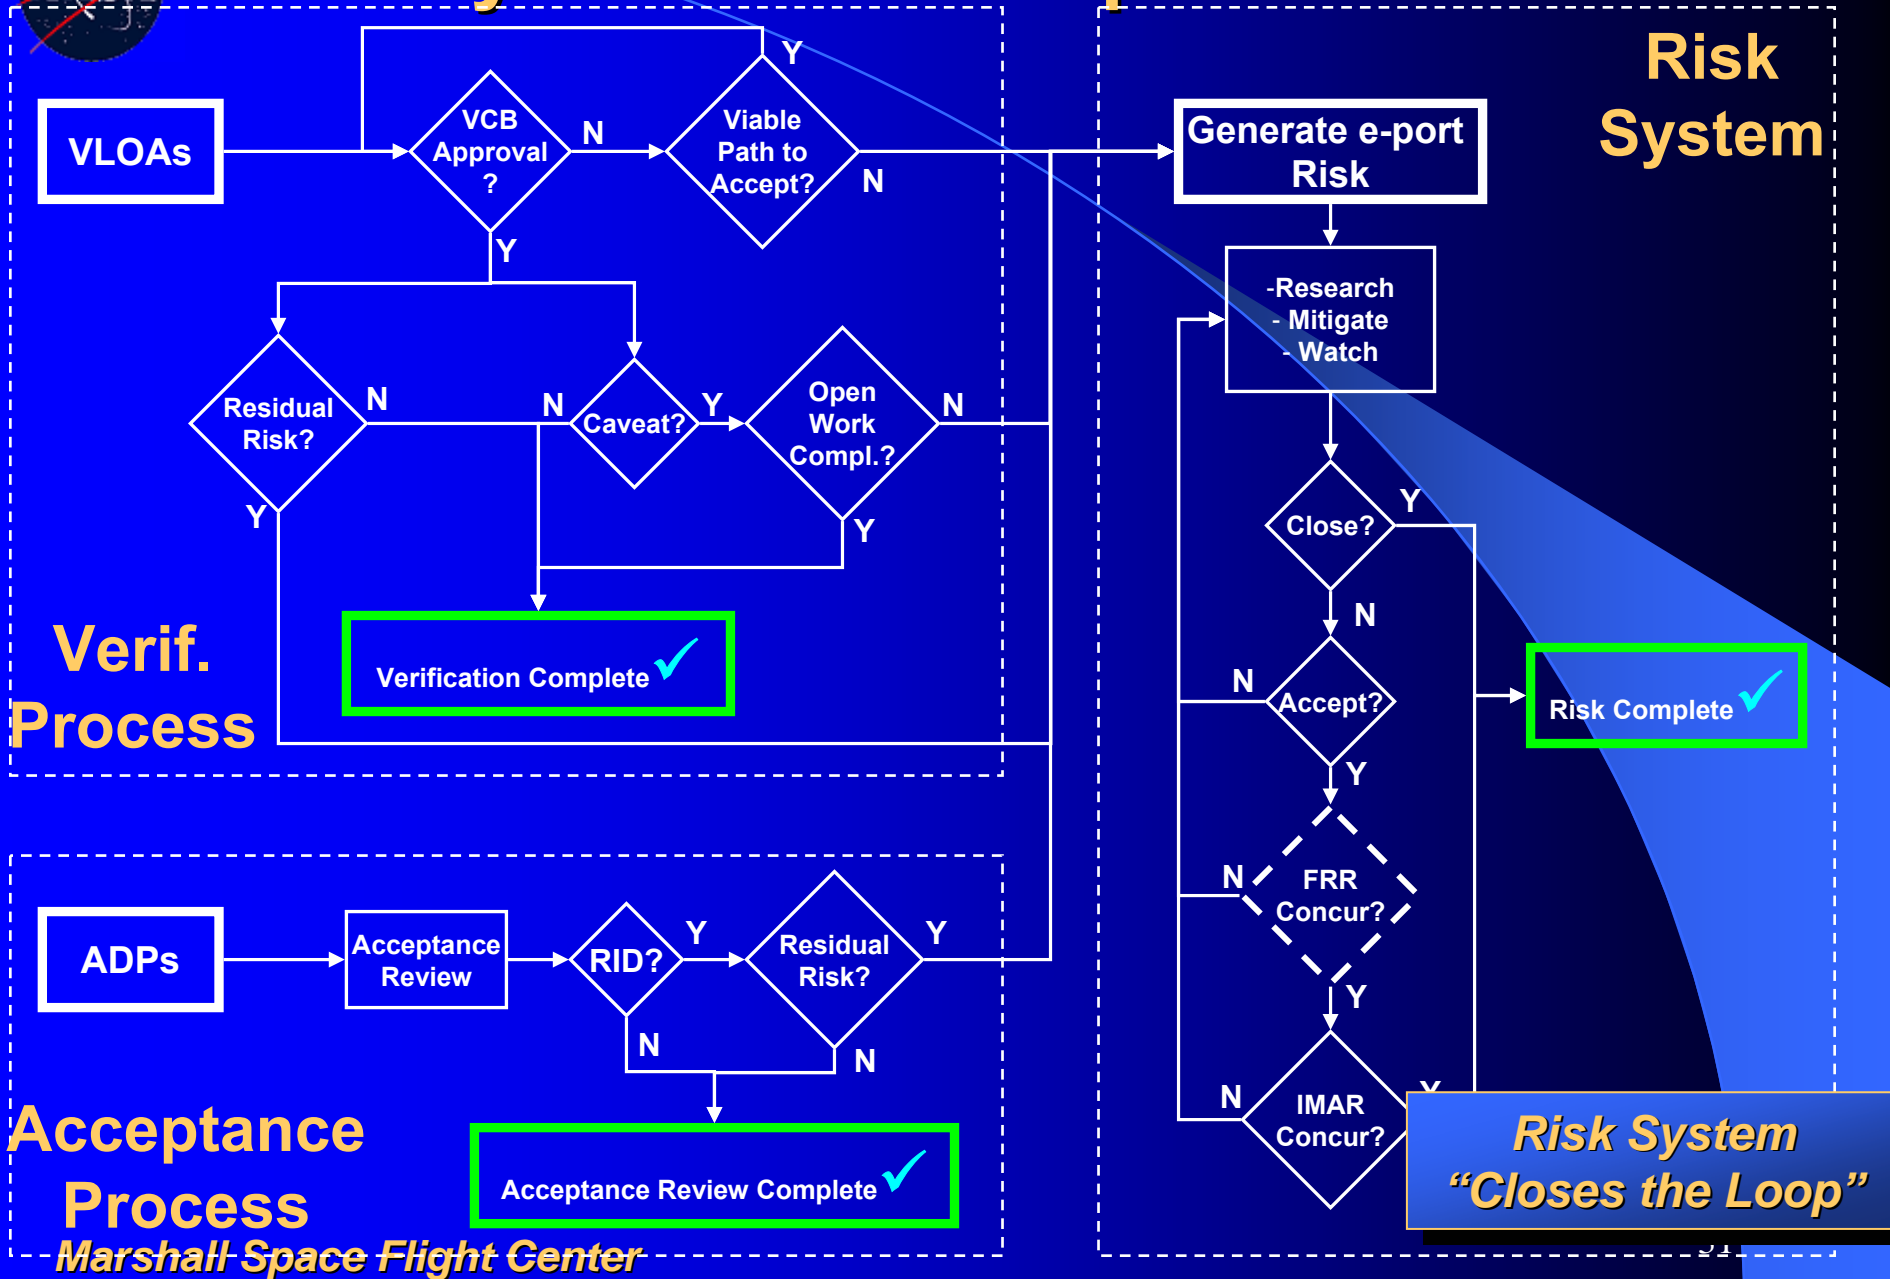 Risk
System
VLOAs
VCB
Approval
?
N
Y
Viable
Path to
Accept?
Y
N
Y
Residual
Risk?
N
Y
N
Caveat?
Y
Open
Work
Compl.?
N
Y
Verification Complete
Verif.
Process
ADPs
Acceptance
Review
RID?
Y
N
Residual
Risk?
Y
N
Acceptance Review Complete
Acceptance
Process
Generate e-port
Risk
-Research
- Mitigate
- Watch
Close?
Y
N
Accept?
N
Y
Risk Complete
FRR
Concur?
N
Y
IMAR
Concur?
N
Risk System
“Closes the Loop”
Marshall Space Flight Center